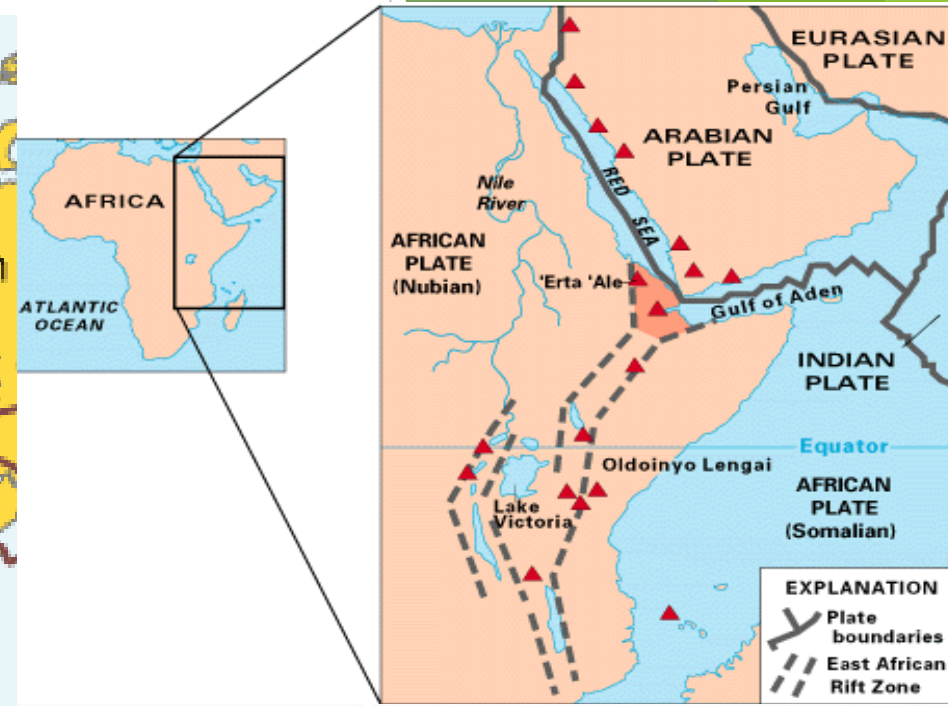 AFRICA
ATLANTIC
OCEAN
EURASIAN
PLATE
Persian
Gulf
ARABIAN
PLATE
RED
SEA
Nile
River
AFRICAN
PLATE
(Nubian)
'Erta 'Ale
Gulf of Aden
INDIAN
PLATE
Equator
Oldoinyo Lengai
Lake
Victoria
AFRICAN
PLATE
(Somalian)
EXPLANATION
Plate
boundaries
East African
Rift Zone